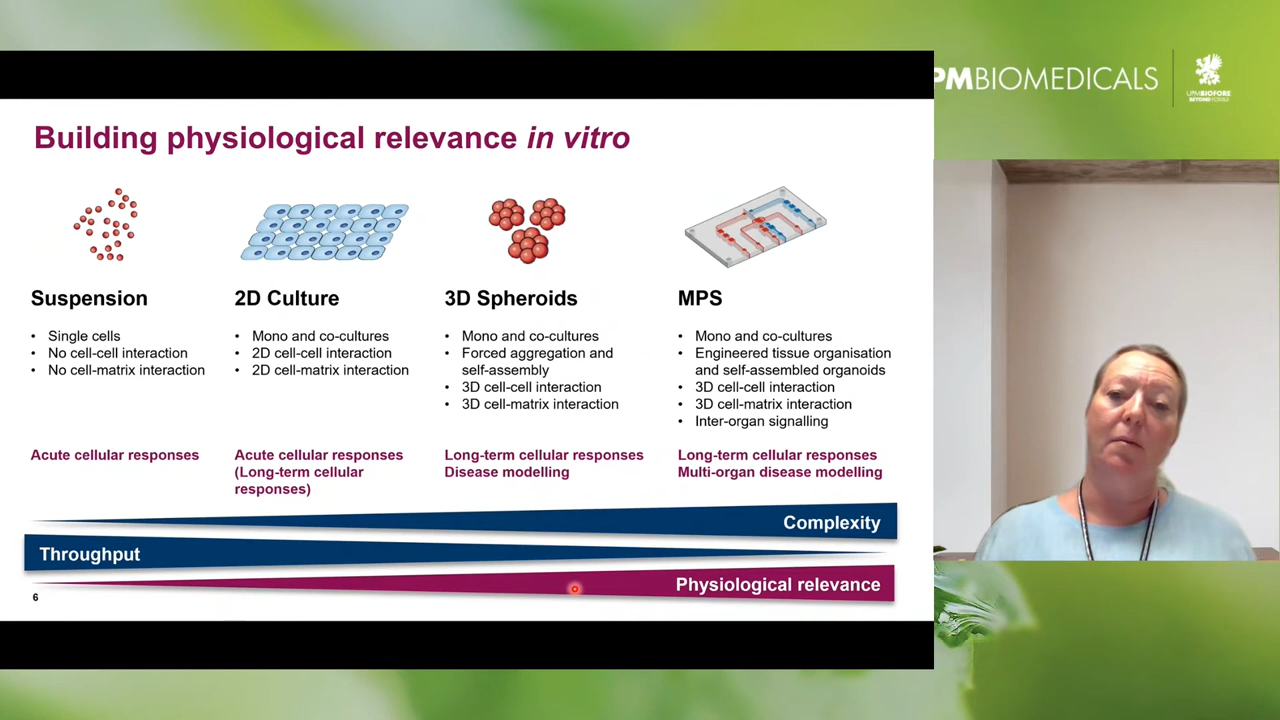 PMBIOMEDICALS
UPMBIOFORE
BEYOND FOSSILS
Building physiological relevance in vitro
Suspension
• Single cells
• No cell-cell interaction
• No cell-matrix interaction
Acute cellular responses
2D Culture
• Mono and co-cultures
• 2D cell-cell interaction
• 2D cell-matrix interaction
Acute cellular responses
(Long-term cellular
responses)
3D Spheroids
• Mono and co-cultures
• Forced aggregation and
self-assembly
• 3D cell-cell interaction
• 3D cell-matrix interaction
Long-term cellular responses
Disease modelling
MPS
• Mono and co-cultures
• Engineered tissue organisation
and self-assembled organoids
• 3D cell-cell interaction
• 3D cell-matrix interaction
• Inter-organ signalling
Long-term cellular responses
Multi-organ disease modelling
Complexity
Throughput
Physiological relevance
6